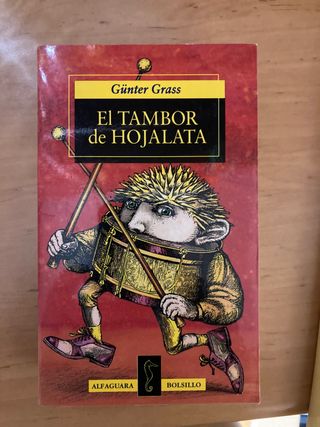 Günter Grass
El TAMBOR
de HOJALATA
ALFAGUARA BOLSILLO